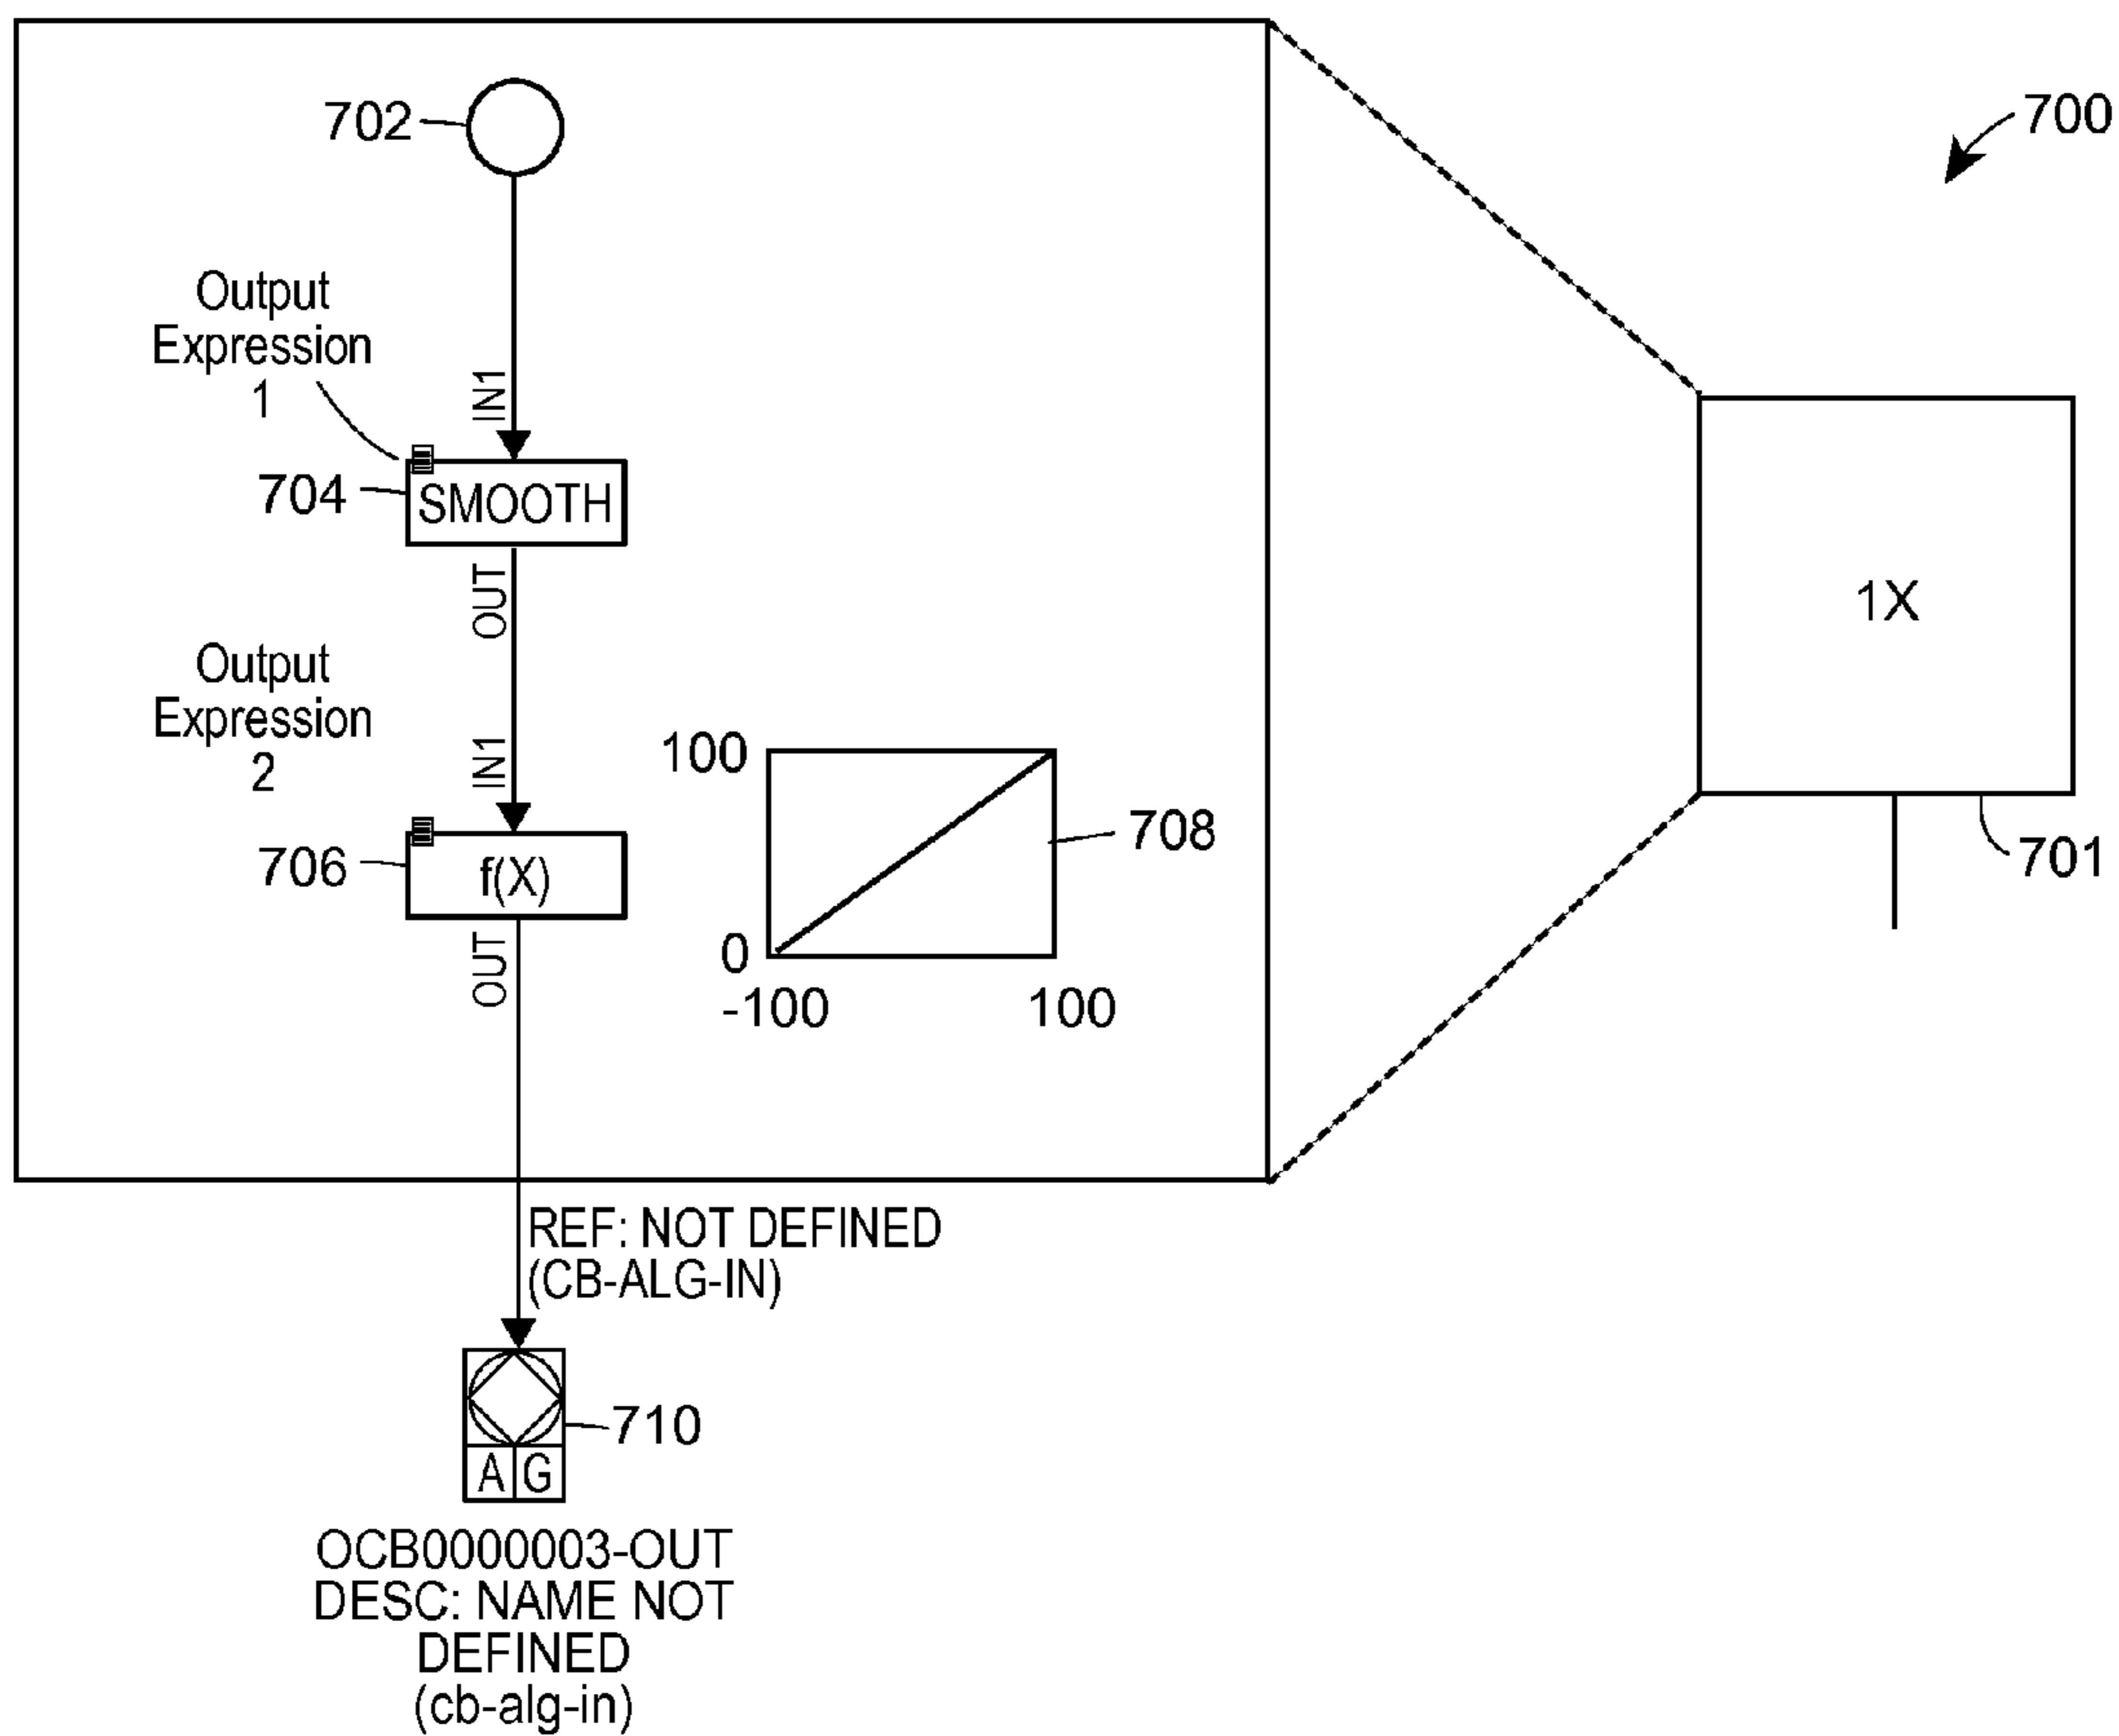 702
700
Output
Expression
1
IN1
704
SMOOTH
OUT
1X
Output
Expression
2
IN1
701
706
f(X)
OUT
100
708
0
-100
100
REF: NOT DEFINED
(CB-ALG-IN)
710
A G
OCB0000003-OUT
DESC: NAME NOT
DEFINED
(cb-alg-in)